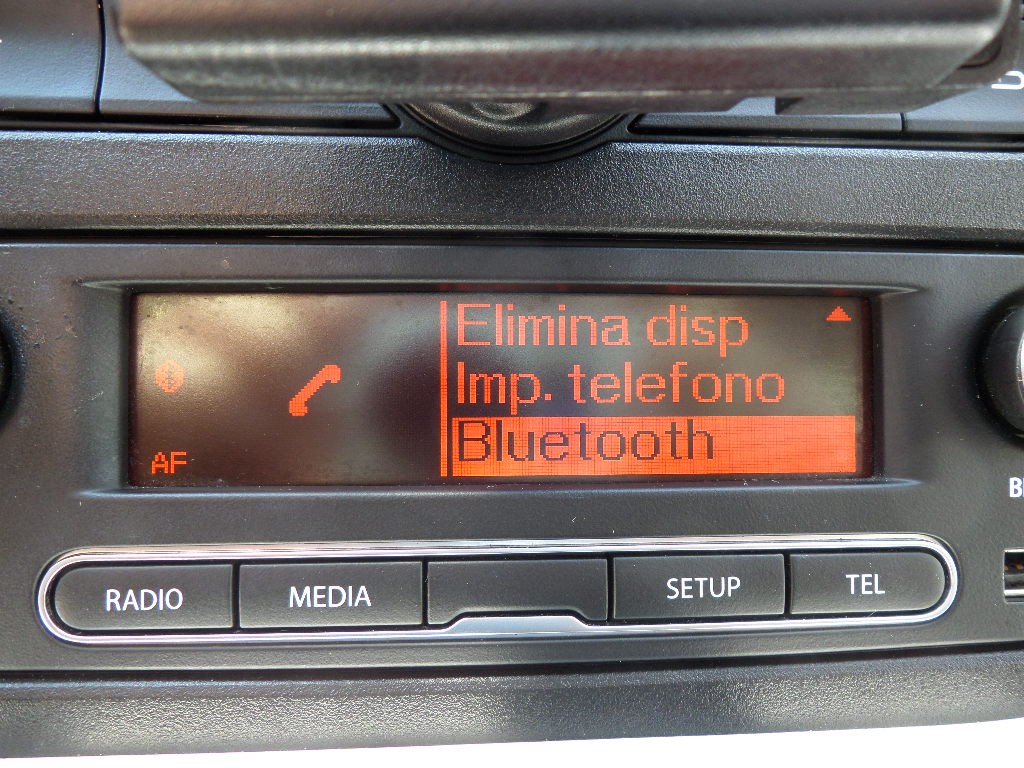 Elimina disp
Imp. telefono
Bluetooth
AF
RADIO
MEDIA
SETUP
TEL